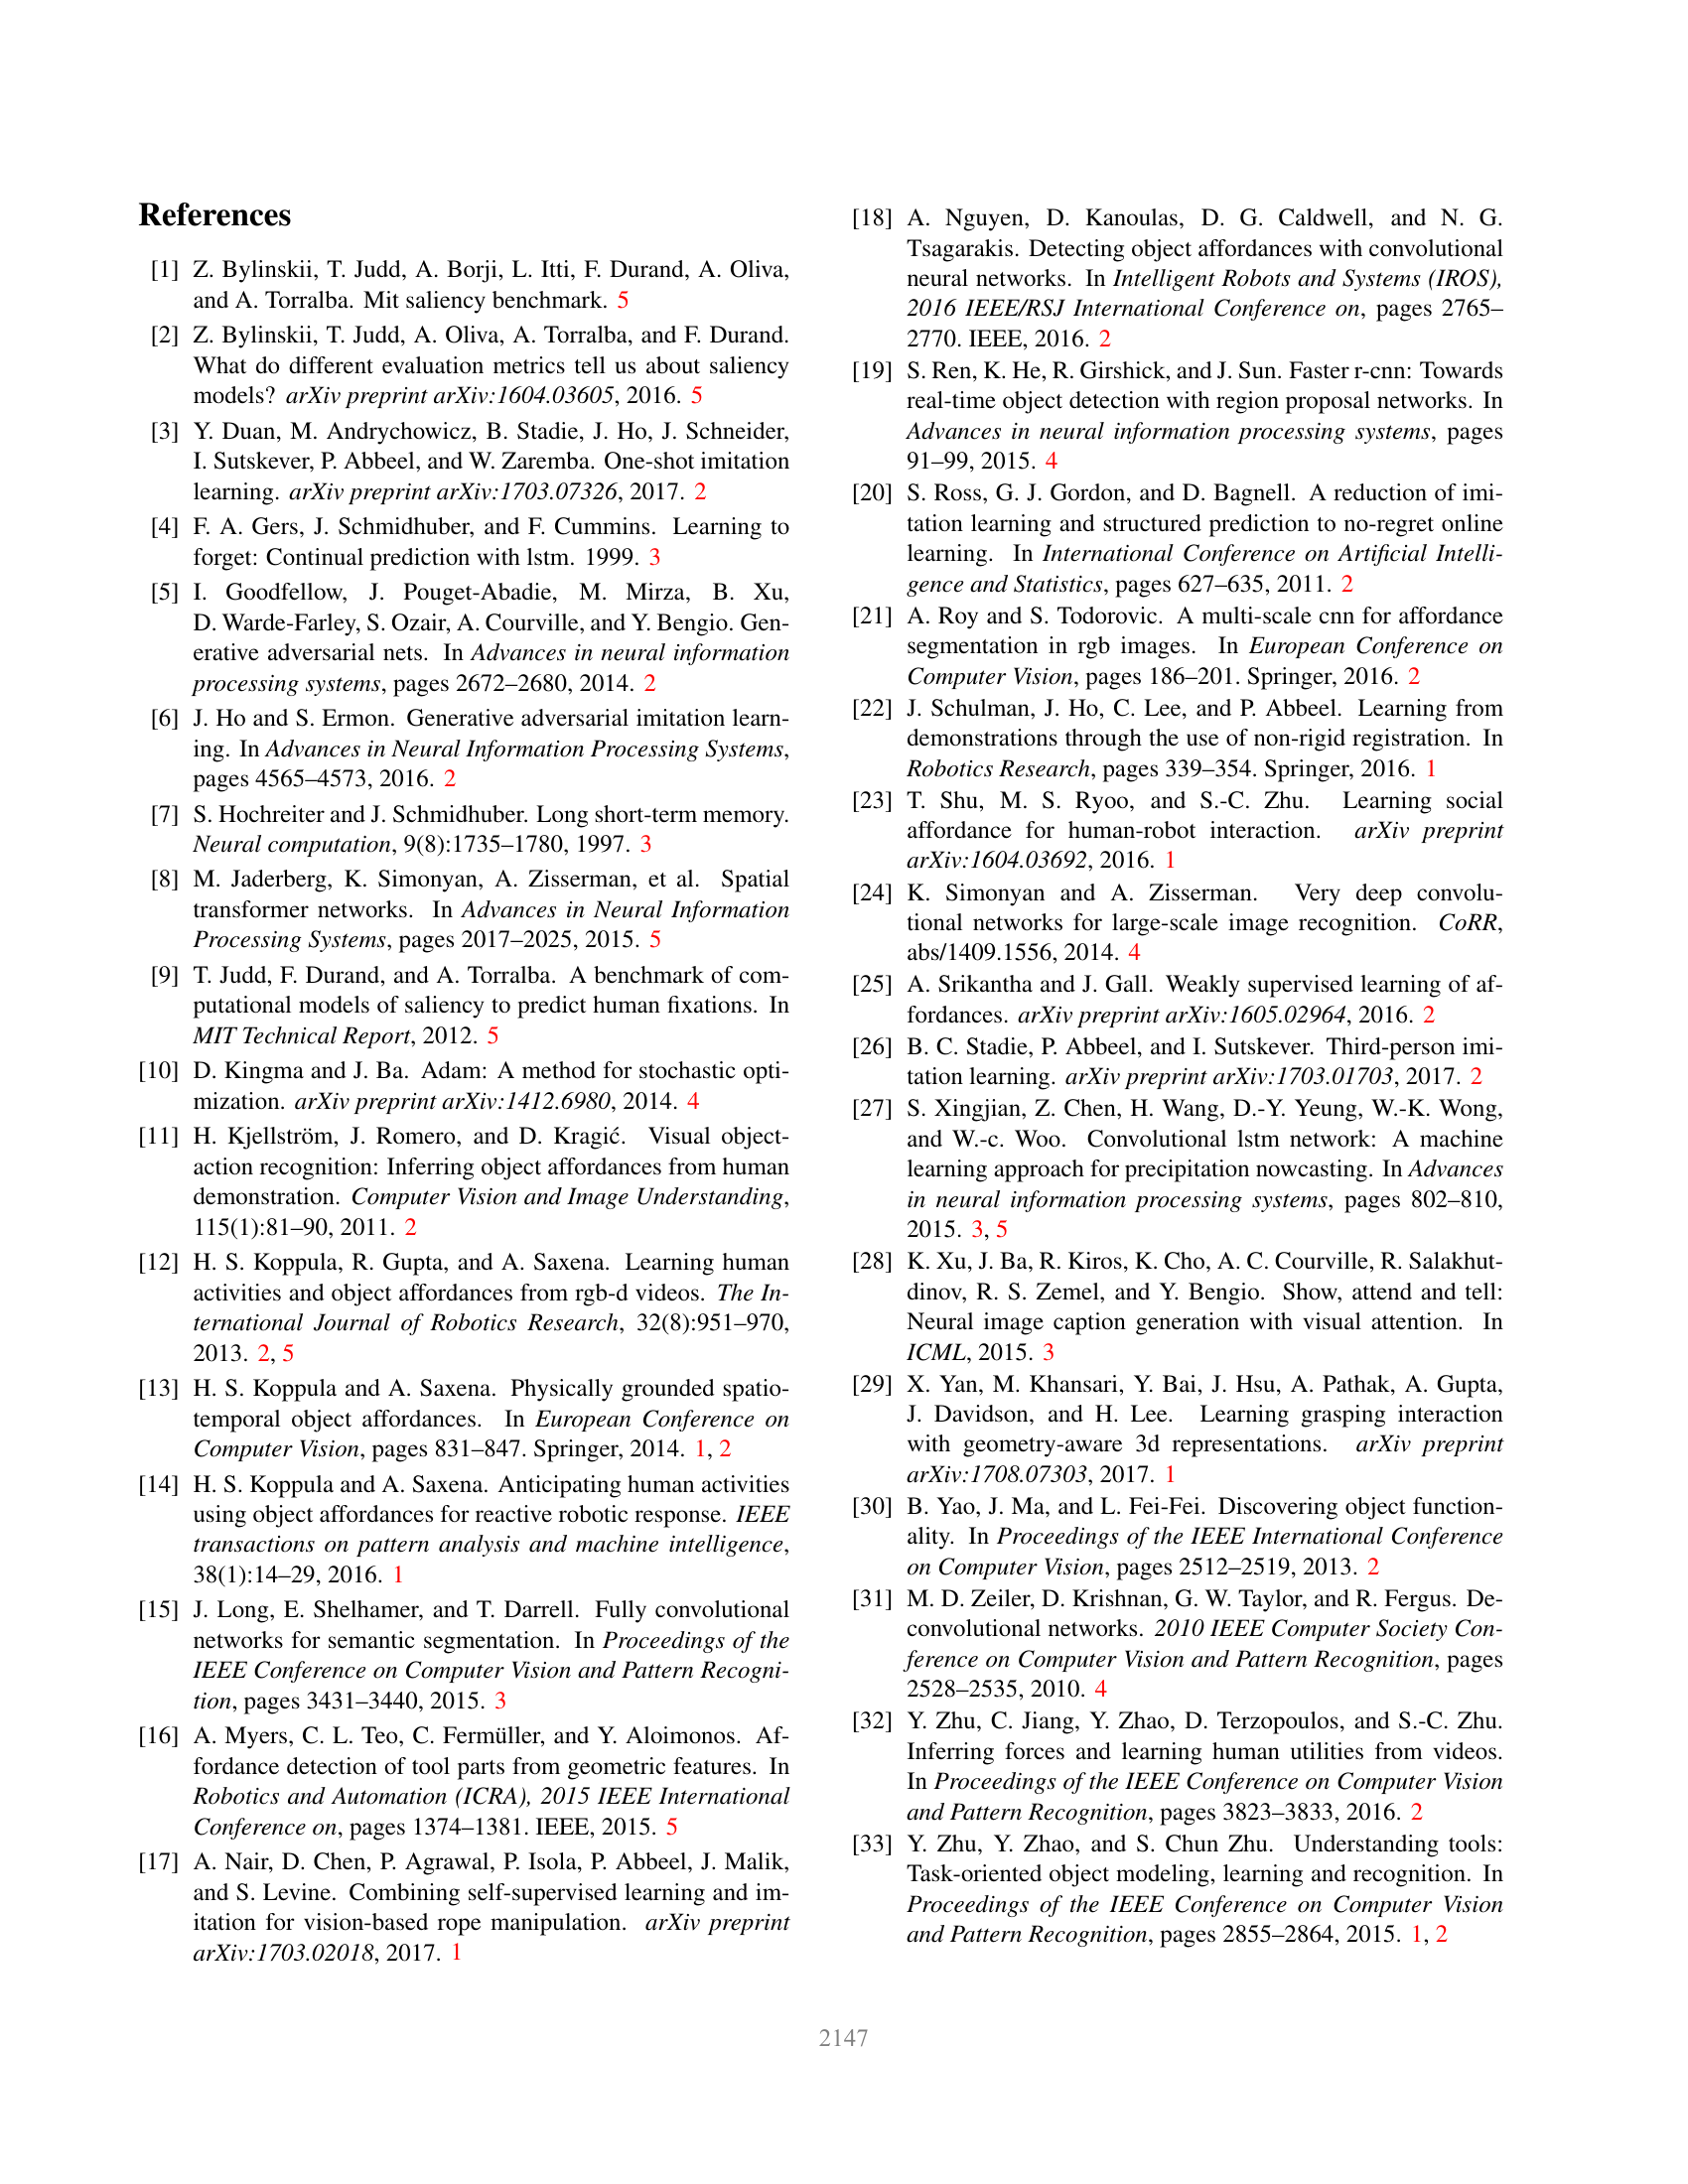 References
[1] Z. Bylinskii, T. Judd, A. Borji, L. Itti, F. Durand, A. Oliva,
and A. Torralba. Mit saliency benchmark. 5
[2] Z. Bylinskii, T. Judd, A. Oliva, A. Torralba, and F. Durand.
What do different evaluation metrics tell us about saliency
models? arXiv preprint arXiv:1604.03605, 2016. 5
[3] Y. Duan, M. Andrychowicz, B. Stadie, J. Ho, J. Schneider,
I. Sutskever, P. Abbeel, and W. Zaremba. One-shot imitation
learning. arXiv preprint arXiv:1703.07326, 2017. 2
[4] F. A. Gers, J. Schmidhuber, and F. Cummins. Learning to
forget: Continual prediction with lstm. 1999. 3
[5] I. Goodfellow, J. Pouget-Abadie, M. Mirza, B. Xu,
D. Warde-Farley, S. Ozair, A. Courville, and Y. Bengio. Gen-
erative adversarial nets. In Advances in neural information
processing systems, pages 2672–2680, 2014. 2
[6] J. Ho and S. Ermon. Generative adversarial imitation learn-
ing. In Advances in Neural Information Processing Systems,
pages 4565–4573, 2016. 2
[7] S. Hochreiter and J. Schmidhuber. Long short-term memory.
Neural computation, 9(8):1735–1780, 1997. 3
[8] M. Jaderberg, K. Simonyan, A. Zisserman, et al. Spatial
transformer networks. In Advances in Neural Information
Processing Systems, pages 2017–2025, 2015. 5
[9] T. Judd, F. Durand, and A. Torralba. A benchmark of com-
putational models of saliency to predict human fixations. In
MIT Technical Report, 2012. 5
[10] D. Kingma and J. Ba. Adam: A method for stochastic opti-
mization. arXiv preprint arXiv:1412.6980, 2014. 4
[11] H. Kjellström, J. Romero, and D. Kragić. Visual object-
action recognition: Inferring object affordances from human
demonstration. Computer Vision and Image Understanding,
115(1):81–90, 2011. 2
[12] H. S. Koppula, R. Gupta, and A. Saxena. Learning human
activities and object affordances from rgb-d videos. The In-
ternational Journal of Robotics Research, 32(8):951–970,
2013. 2, 5
[13] H. S. Koppula and A. Saxena. Physically grounded spatio-
temporal object affordances. In European Conference on
Computer Vision, pages 831–847. Springer, 2014. 1, 2
[14] H. S. Koppula and A. Saxena. Anticipating human activities
using object affordances for reactive robotic response. IEEE
transactions on pattern analysis and machine intelligence,
38(1):14–29, 2016. 1
[15] J. Long, E. Shelhamer, and T. Darrell. Fully convolutional
networks for semantic segmentation. In Proceedings of the
IEEE Conference on Computer Vision and Pattern Recogni-
tion, pages 3431–3440, 2015. 3
[16] A. Myers, C. L. Teo, C. Fermüller, and Y. Aloimonos. Af-
fordance detection of tool parts from geometric features. In
Robotics and Automation (ICRA), 2015 IEEE International
Conference on, pages 1374–1381. IEEE, 2015. 5
[17] A. Nair, D. Chen, P. Agrawal, P. Isola, P. Abbeel, J. Malik,
and S. Levine. Combining self-supervised learning and im-
itation for vision-based rope manipulation. arXiv preprint
arXiv:1703.02018, 2017. 1
[18] A. Nguyen, D. Kanoulas, D. G. Caldwell, and N. G.
Tsagarakis. Detecting object affordances with convolutional
neural networks. In Intelligent Robots and Systems (IROS),
2016 IEEE/RSJ International Conference on, pages 2765–
2770. IEEE, 2016. 2
[19] S. Ren, K. He, R. Girshick, and J. Sun. Faster r-cnn: Towards
real-time object detection with region proposal networks. In
Advances in neural information processing systems, pages
91–99, 2015. 4
[20] S. Ross, G. J. Gordon, and D. Bagnell. A reduction of imi-
tation learning and structured prediction to no-regret online
learning. In International Conference on Artificial Intelli-
gence and Statistics, pages 627–635, 2011. 2
[21] A. Roy and S. Todorovic. A multi-scale cnn for affordance
segmentation in rgb images. In European Conference on
Computer Vision, pages 186–201. Springer, 2016. 2
[22] J. Schulman, J. Ho, C. Lee, and P. Abbeel. Learning from
demonstrations through the use of non-rigid registration. In
Robotics Research, pages 339–354. Springer, 2016. 1
[23] T. Shu, M. S. Ryoo, and S.-C. Zhu. Learning social
affordance for human-robot interaction. arXiv preprint
arXiv:1604.03692, 2016. 1
[24] K. Simonyan and A. Zisserman. Very deep convolu-
tional networks for large-scale image recognition. CoRR,
abs/1409.1556, 2014. 4
[25] A. Srikantha and J. Gall. Weakly supervised learning of af-
fordances. arXiv preprint arXiv:1605.02964, 2016. 2
[26] B. C. Stadie, P. Abbeel, and I. Sutskever. Third-person imi-
tation learning. arXiv preprint arXiv:1703.01703, 2017. 2
[27] S. Xingjian, Z. Chen, H. Wang, D.-Y. Yeung, W.-K. Wong,
and W.-c. Woo. Convolutional lstm network: A machine
learning approach for precipitation nowcasting. In Advances
in neural information processing systems, pages 802–810,
2015. 3, 5
[28] K. Xu, J. Ba, R. Kiros, K. Cho, A. C. Courville, R. Salakhut-
dinov, R. S. Zemel, and Y. Bengio. Show, attend and tell:
Neural image caption generation with visual attention. In
ICML, 2015. 3
[29] X. Yan, M. Khansari, Y. Bai, J. Hsu, A. Pathak, A. Gupta,
J. Davidson, and H. Lee. Learning grasping interaction
with geometry-aware 3d representations. arXiv preprint
arXiv:1708.07303, 2017. 1
[30] B. Yao, J. Ma, and L. Fei-Fei. Discovering object function-
ality. In Proceedings of the IEEE International Conference
on Computer Vision, pages 2512–2519, 2013. 2
[31] M. D. Zeiler, D. Krishnan, G. W. Taylor, and R. Fergus. De-
convolutional networks. 2010 IEEE Computer Society Con-
ference on Computer Vision and Pattern Recognition, pages
2528–2535, 2010. 4
[32] Y. Zhu, C. Jiang, Y. Zhao, D. Terzopoulos, and S.-C. Zhu.
Inferring forces and learning human utilities from videos.
In Proceedings of the IEEE Conference on Computer Vision
and Pattern Recognition, pages 3823–3833, 2016. 2
[33] Y. Zhu, Y. Zhao, and S. Chun Zhu. Understanding tools:
Task-oriented object modeling, learning and recognition. In
Proceedings of the IEEE Conference on Computer Vision
and Pattern Recognition, pages 2855–2864, 2015. 1, 2
2147